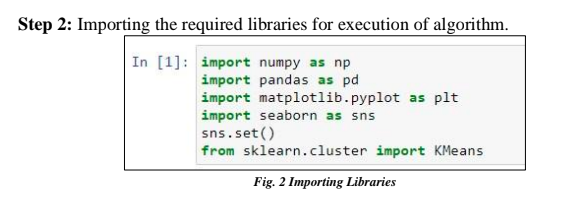 Step 2: Importing the required libraries for execution of algorithm.
In [1]: import numpy as np
import pandas as pd
import matplotlib.pyplot as plt
import seaborn as sns
sns.set()
from sklearn.cluster import KMeans
Fig. 2 Importing Libraries